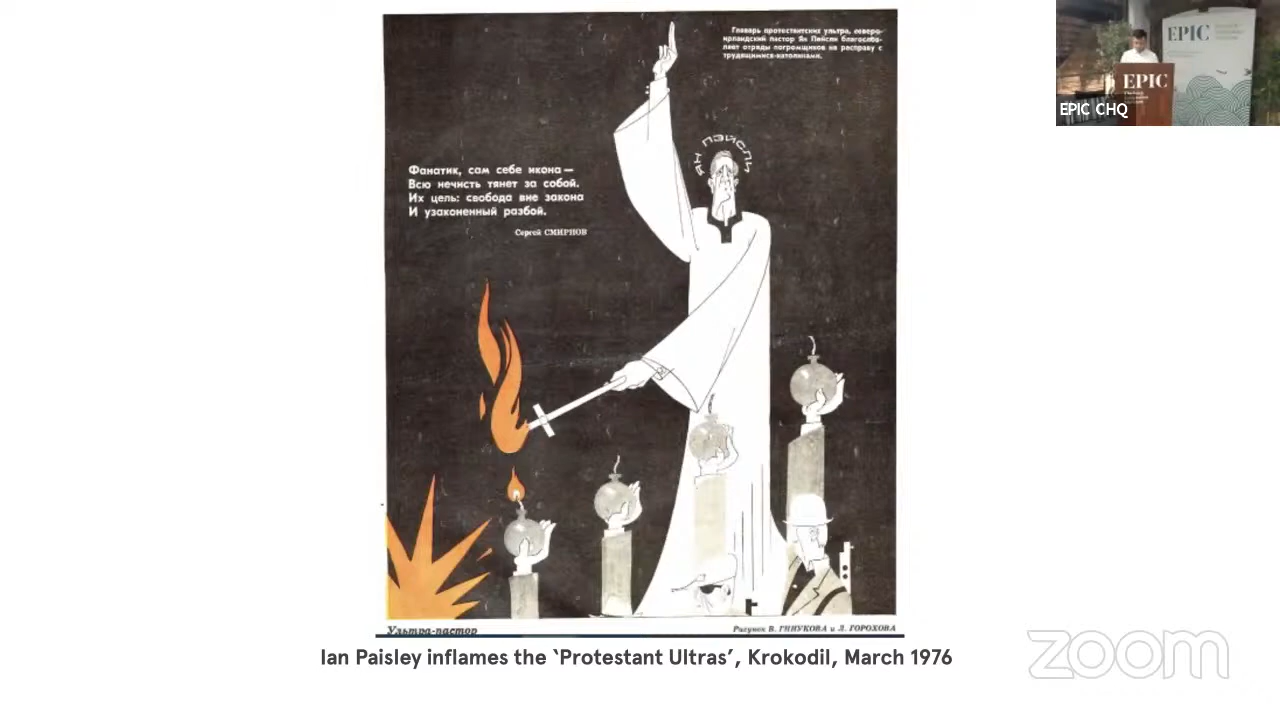 Главарь протестантских ультра, северо-
ирландский пастор Ян Пейсли благослов-
ляет отряды погромщиков на расправу с
трудящимися-католиками.
ЯН ПЭЙСЛИ
Фанатик, сам себе икона —
Всю нечисть тянет за собой.
Их цель: свобода вне закона
И узаконенный разбой.
Сергей СМИРНОВ
Ультра-пастор
Рисунок В. ГИНУКОВА и Л. ГОРОХОВА
Ian Paisley inflames the ‘Protestant Ultras’, Krokodil, March 1976
EPIC
EPIC
EPIC CHQ
zoom